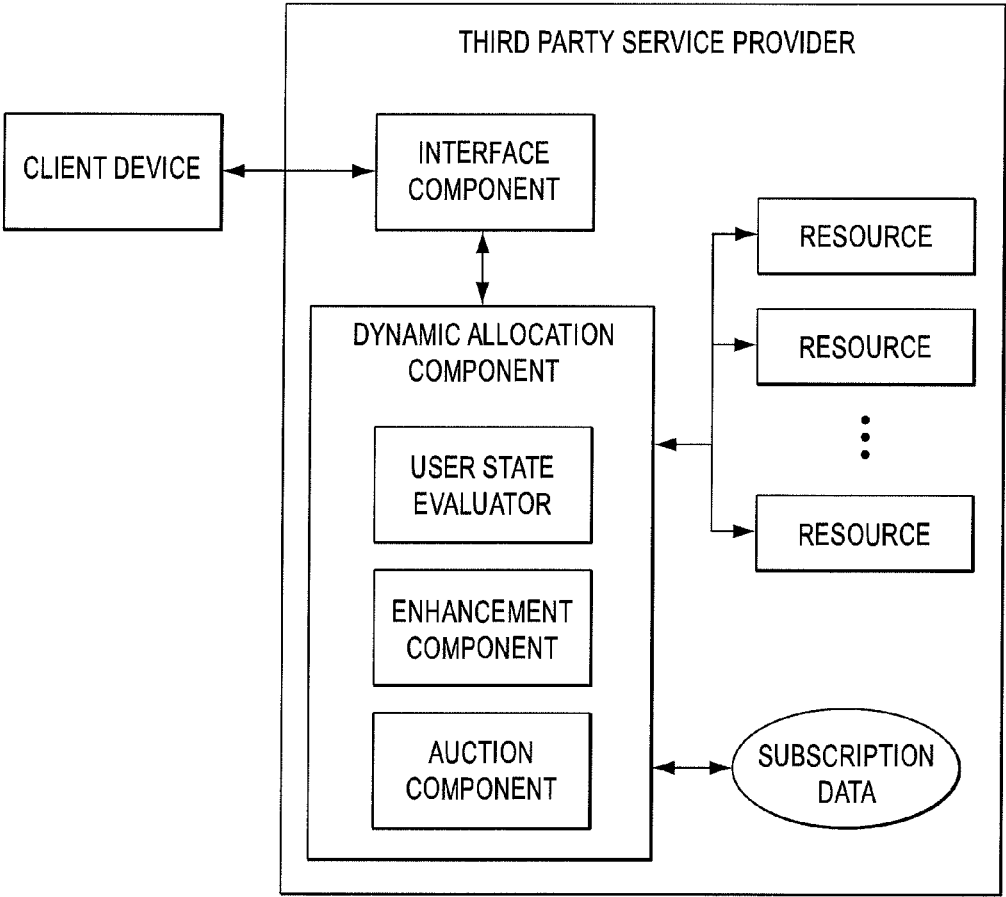 THIRD PARTY SERVICE PROVIDER
CLIENT DEVICE
INTERFACE
COMPONENT
RESOURCE
DYNAMIC ALLOCATION
COMPONENT
RESOURCE
USER STATE
EVALUATOR
RESOURCE
ENHANCEMENT
COMPONENT
AUCTION
COMPONENT
SUBSCRIPTION
DATA